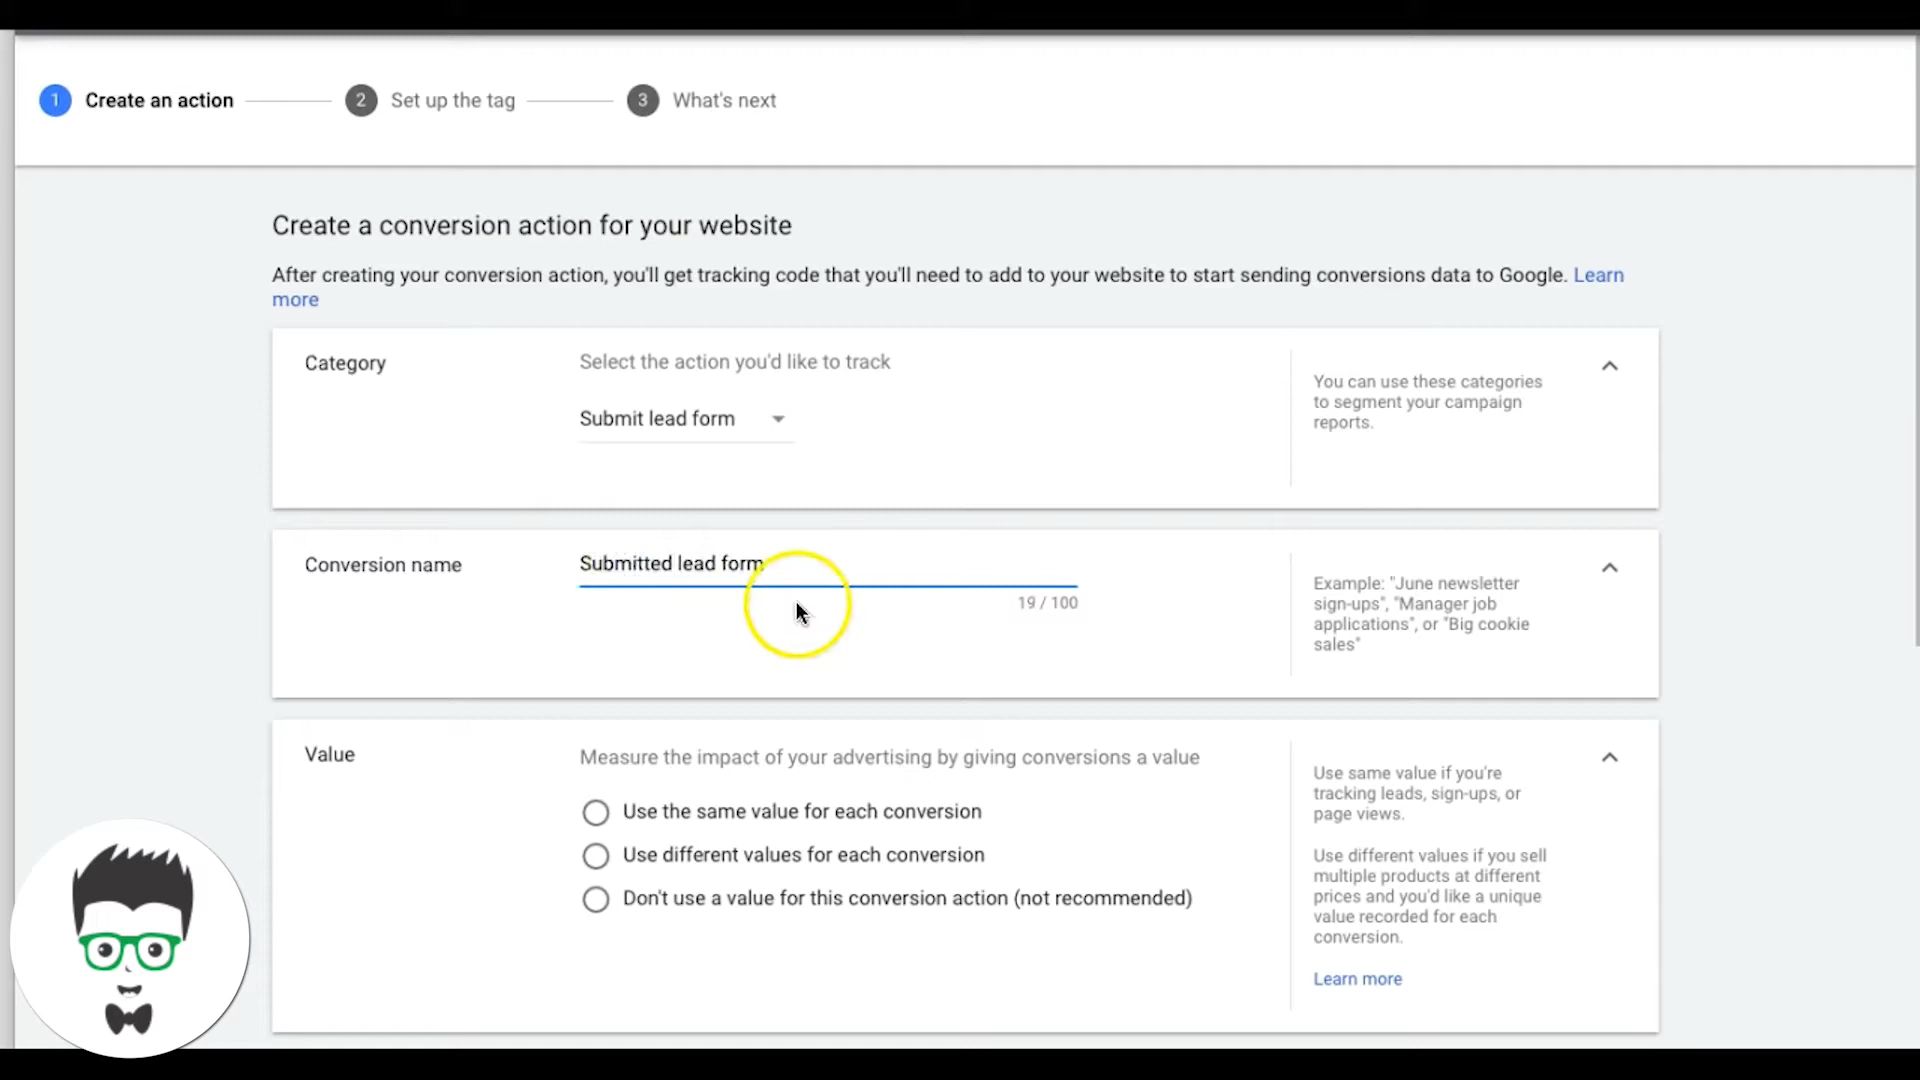 1 Create an action 2 Set up the tag 3 What's next
Create a conversion action for your website
After creating your conversion action, you'll get tracking code that you'll need to add to your website to start sending conversions data to Google. Learn
more
Category
Select the action you'd like to track
Submit lead form
You can use these categories
to segment your campaign
reports.
Conversion name
Submitted lead form
19 / 100
Example: "June newsletter
sign-ups", "Manager job
applications", or "Big cookie
sales"
Value
Measure the impact of your advertising by giving conversions a value
Use the same value for each conversion
Use different values for each conversion
Don't use a value for this conversion action (not recommended)
Use same value if you're
tracking leads, sign-ups, or
page views.
Use different values if you sell
multiple products at different
prices and you'd like a unique
value recorded for each
conversion.
Learn more